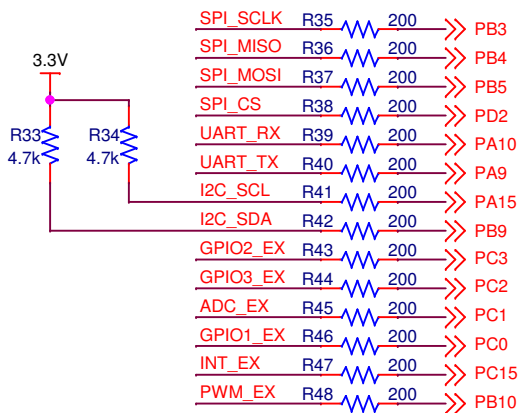 SPI_SCLK R35 200 PB3
SPI_MISO R36 200 PB4
3.3V
SPI_MOSI R37 200 PB5
SPI_CS R38 200 PD2
R33 R34 UART_RX R39 200 PA10
4.7k 4.7k UART_TX R40 200 PA9
I2C_SCL R41 200 PA15
I2C_SDA R42 200 PB9
GPIO2_EX R43 200 PC3
GPIO3_EX R44 200 PC2
ADC_EX R45 200 PC1
GPIO1_EX R46 200 PC0
INT_EX R47 200 PC15
PWM_EX R48 200 PB10